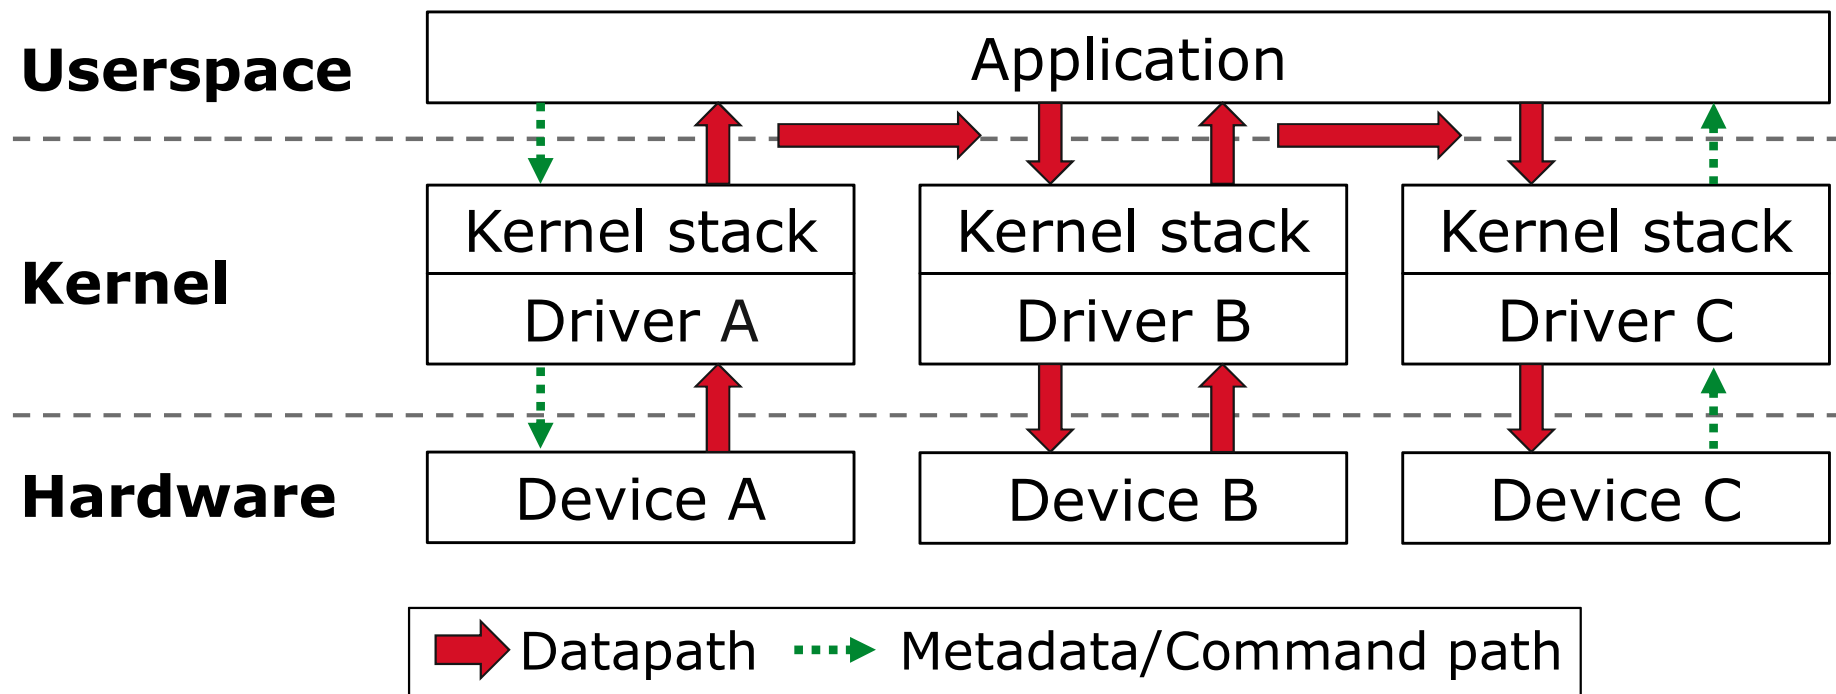 Userspace
Application
Kernel
Kernel stack
Driver A
Kernel stack
Driver B
Kernel stack
Driver C
Hardware
Device A
Device B
Device C
Datapath
Metadata/Command path